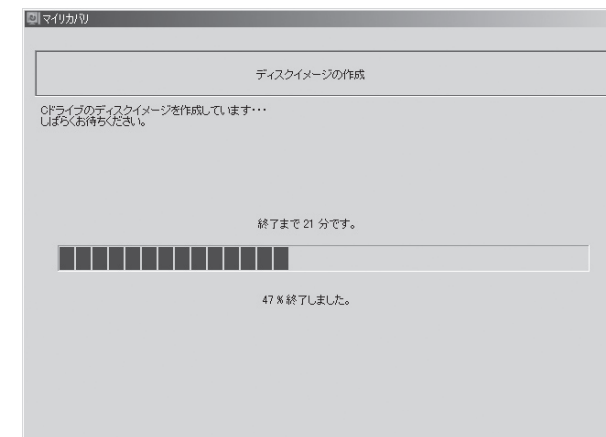 マイリカバリ
ディスクイメージの作成
Cドライブのディスクイメージを作成しています・・・
しばらくお待ちください。
終了まで 21 分です。
47 % 終了しました。